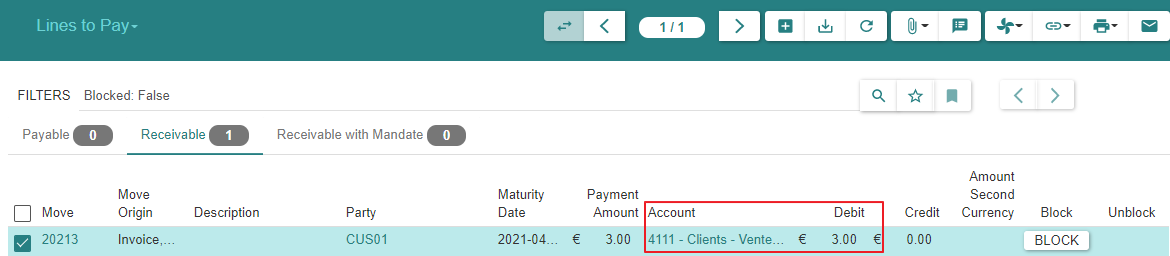 Lines to Pay
1 / 1
FILTERS Blocked: False
Payable 0 Receivable 1 Receivable with Mandate 0
Move Move Origin Description Party Maturity Date Payment Amount Account Debit Credit Amount Second Currency Block Unblock
20213 Invoice,... CUS01 2021-04... € 3.00 4111 - Clients - Vente... € 3.00 € 0.00 BLOCK